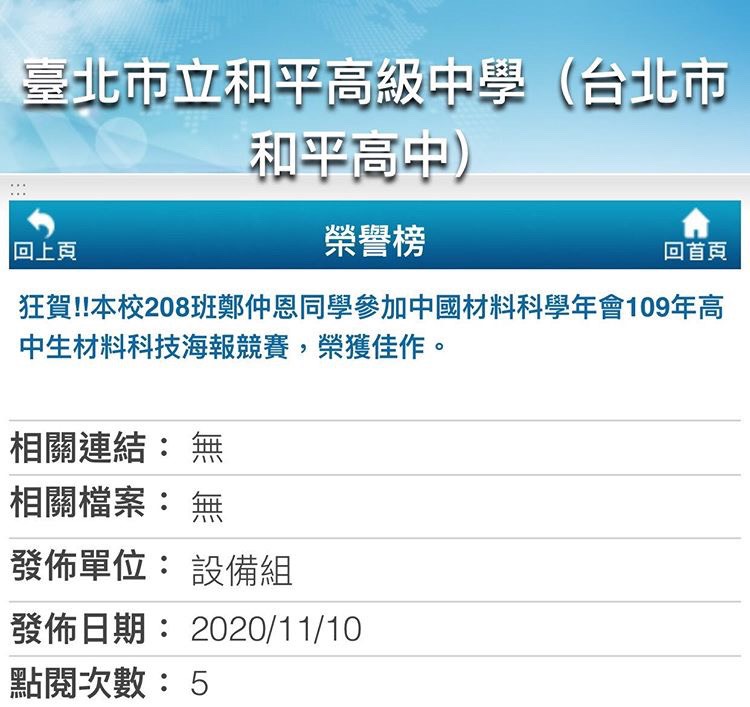 臺北市立和平高級中學（台北市
和平高中）
:::
回上頁
榮譽榜
回首頁
狂賀!!本校208班鄭仲恩同學參加中國材料科學年會109年高
中生材料科技海報競賽，榮獲佳作。
相關連結： 無
相關檔案： 無
發佈單位： 設備組
發佈日期： 2020/11/10
點閱次數： 5